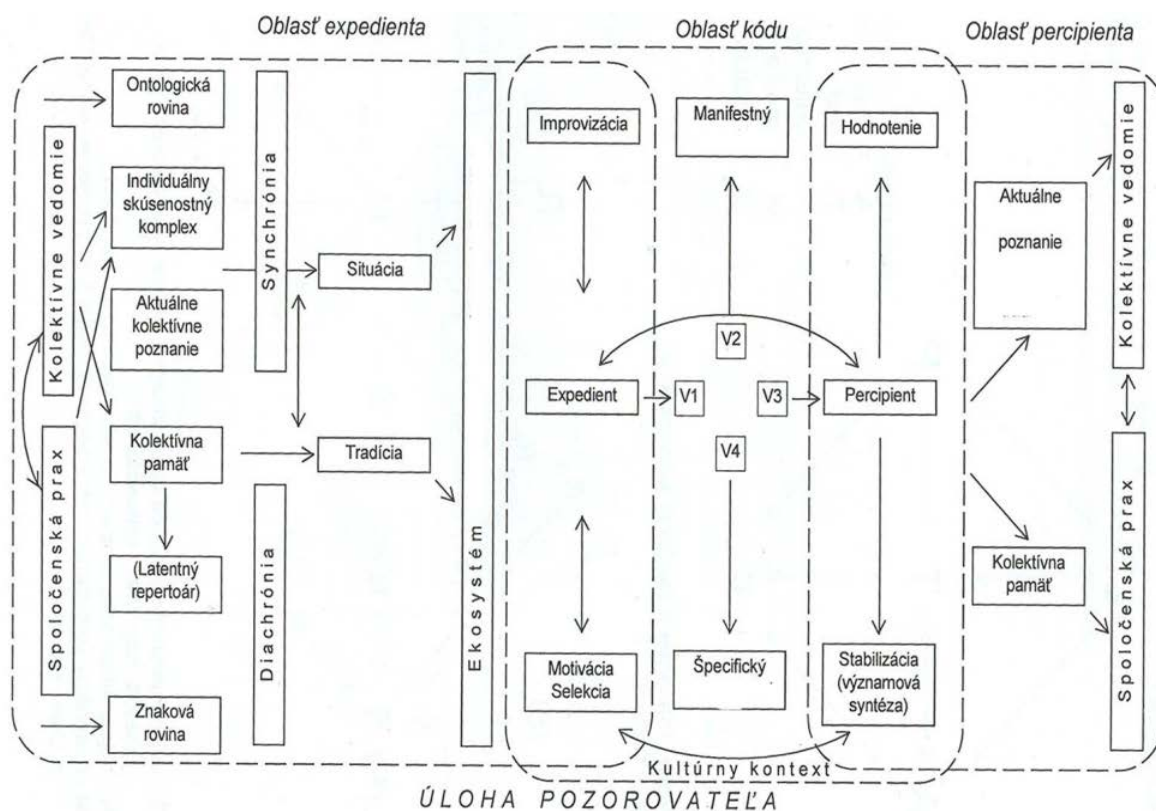 Oblasť expedienta
Oblasť kódu
Oblasť percipienta
Kolektívne vedomie
Spoločenská prax
Ontologická
rovina
Individuálny
skúsenostný
komplex
Aktuálne
kolektívne
poznanie
Kolektívna
pamäť
(Latentný
repertoár)
Znaková
rovina
Synchrónia
Diachrónia
Situácia
Tradícia
Ekosystém
Improvizácia
Expedient
Motivácia
Selekcia
Manifestný
V2
V1
V3
V4
Špecifický
Hodnotenie
Percipient
Stabilizácia
(významová
syntéza)
Kultúrny kontext
Aktuálne
poznanie
Kolektívna
pamäť
Kolektívne vedomie
Spoločenská prax
ÚLOHA POZOROVATEĽA